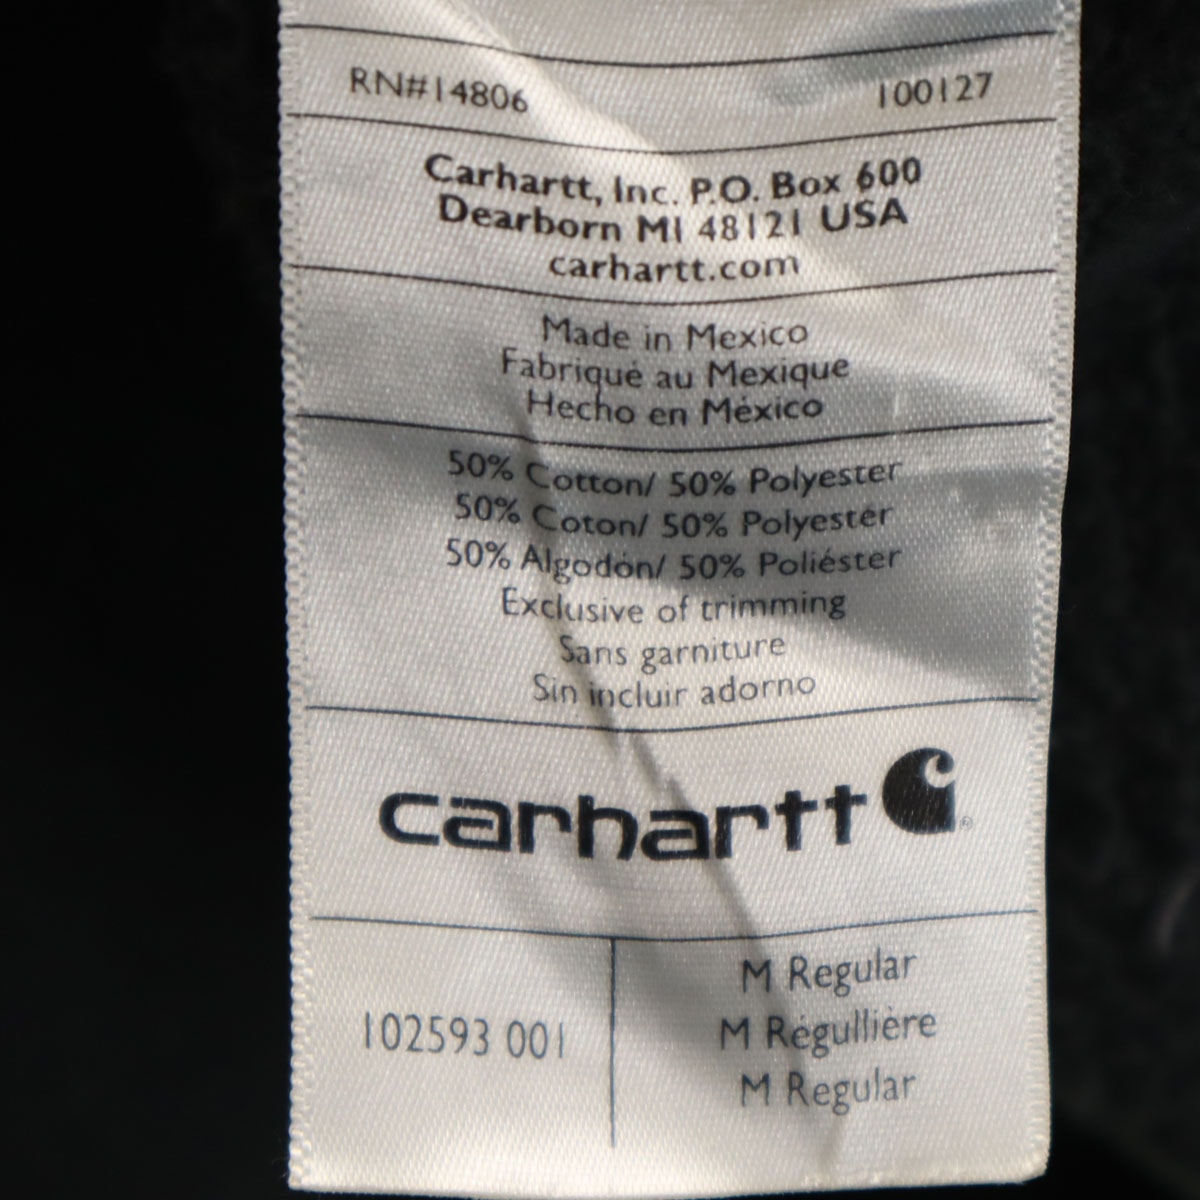 RN#14806 100127
Carhartt, Inc. P.O. Box 600
Dearborn MI 48121 USA
carhartt.com
Made in Mexico
Fabriqué au Mexique
Hecho en México
50% Cotton/ 50% Polyester
50% Coton/ 50% Polyestér
50% Algodón/ 50% Poliéster
Exclusive of trimming
Sans garniture
Sin incluir adorno
carhartt ®
102593 001
M Regular
M Régullière
M Regular